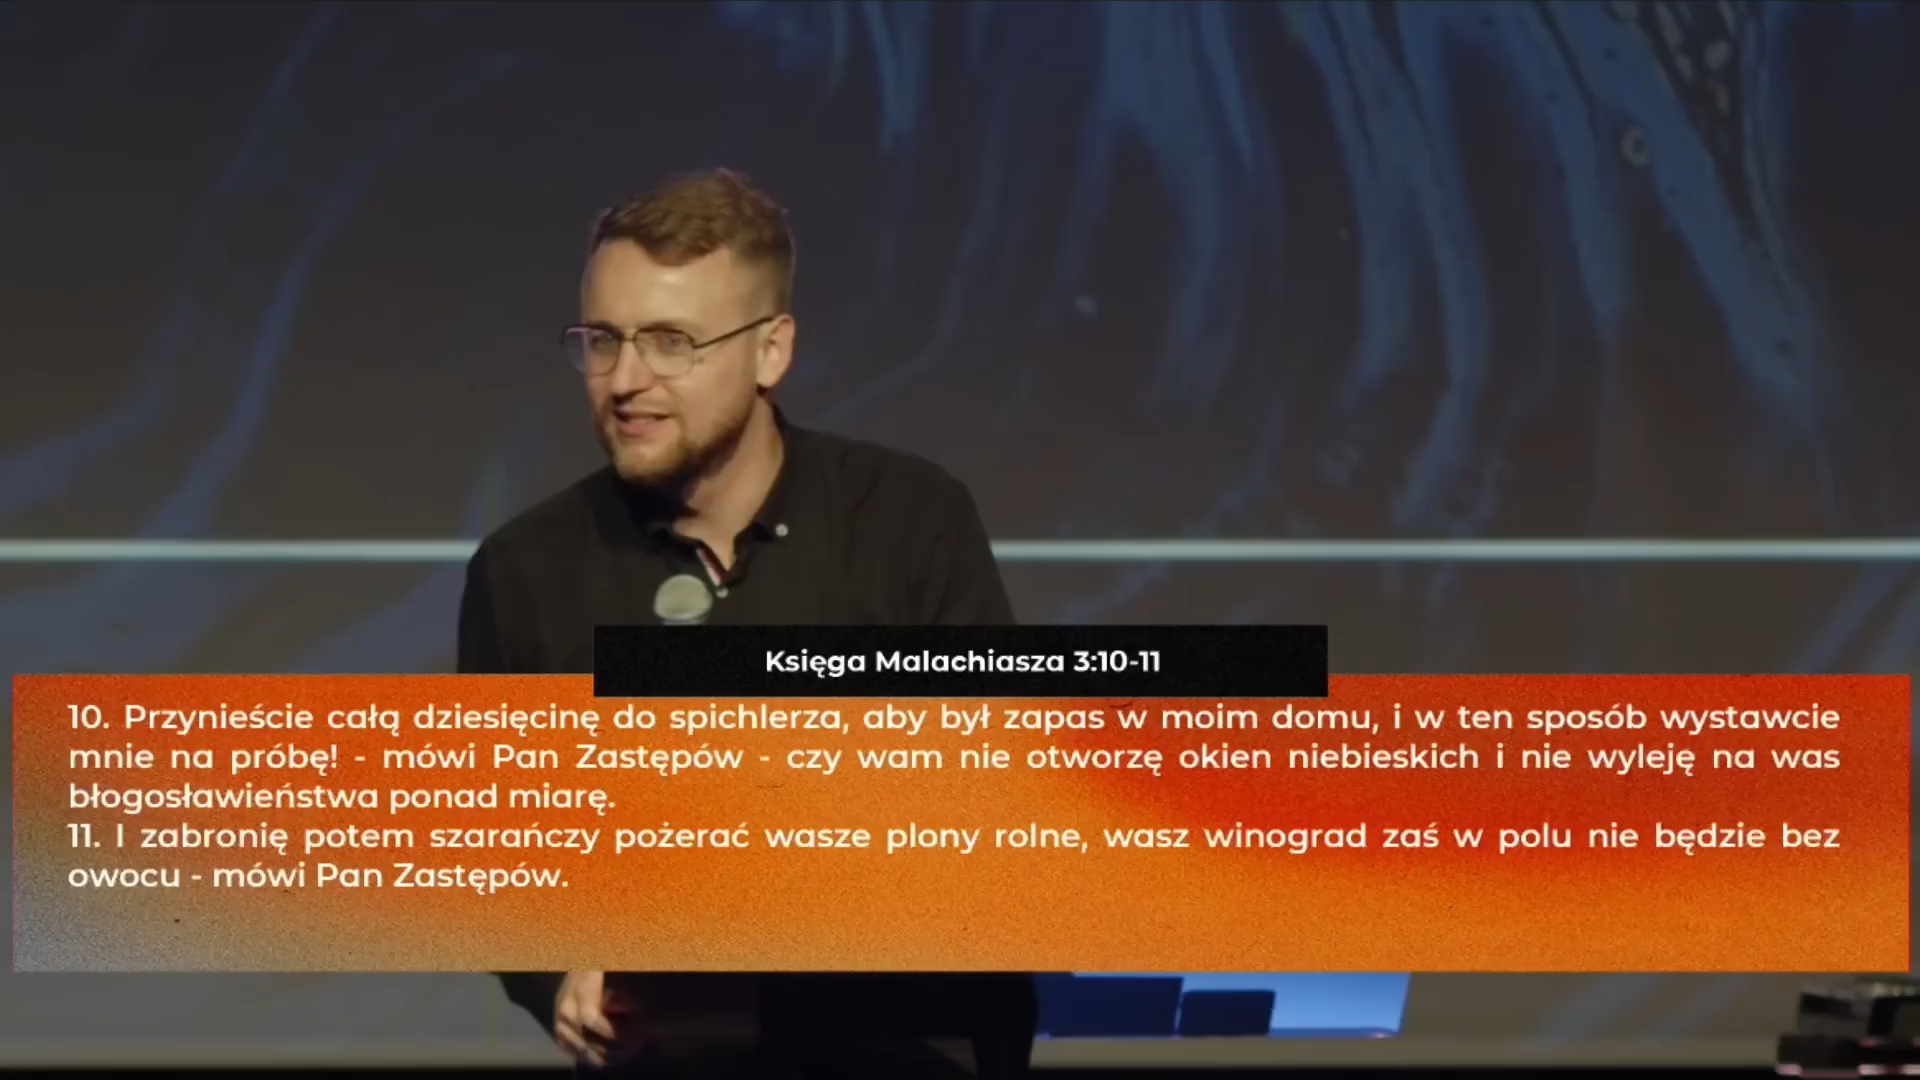 Księga Malachiasza 3:10-11
10. Przynieście całą dziesięcinę do spichlerza, aby był zapas w moim domu, i w ten sposób wystawcie
mnie na próbę! - mówi Pan Zastępów - czy wam nie otworzę okien niebieskich i nie wyleję na was
błogosławieństwa ponad miarę.
11. I zabronię potem szarańczy pożerać wasze plony rolne, wasz winograd zaś w polu nie będzie bez
owocu - mówi Pan Zastępów.